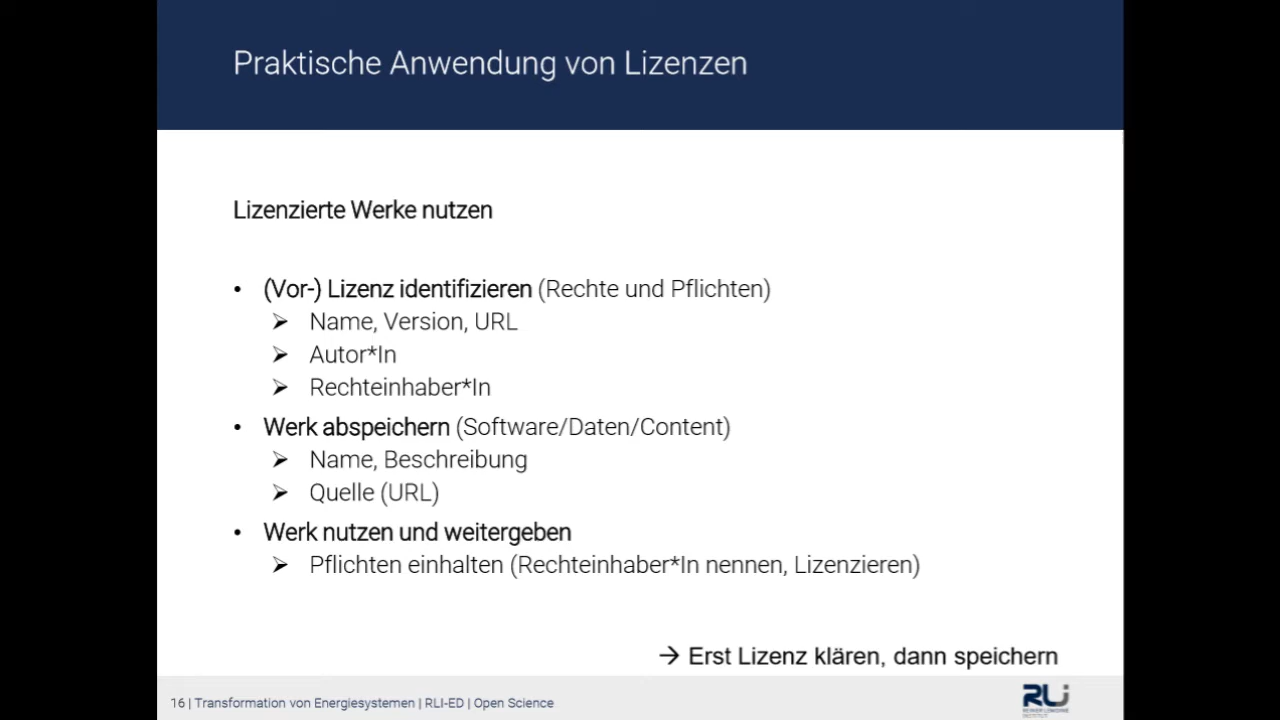 Praktische Anwendung von Lizenzen
Lizenzierte Werke nutzen
• (Vor-) Lizenz identifizieren (Rechte und Pflichten)
➢ Name, Version, URL
➢ Autor*In
➢ Rechteinhaber*In
• Werk abspeichern (Software/Daten/Content)
➢ Name, Beschreibung
➢ Quelle (URL)
• Werk nutzen und weitergeben
➢ Pflichten einhalten (Rechteinhaber*In nennen, Lizenzieren)
→ Erst Lizenz klären, dann speichern
16 | Transformation von Energiesystemen | RLI-ED | Open Science
RLI